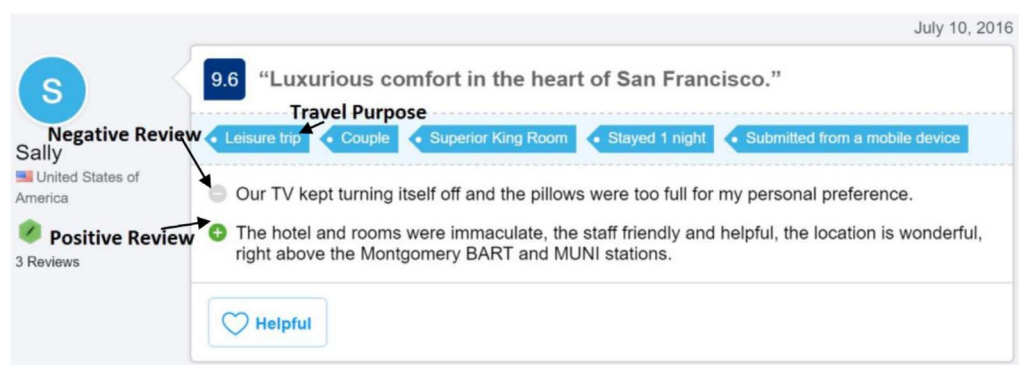 July 10, 2016
S
9.6 “Luxurious comfort in the heart of San Francisco.”
Travel Purpose
Negative Review
Leisure trip Couple Superior King Room Stayed 1 night Submitted from a mobile device
Sally
United States of
America
Our TV kept turning itself off and the pillows were too full for my personal preference.
Positive Review
The hotel and rooms were immaculate, the staff friendly and helpful, the location is wonderful,
right above the Montgomery BART and MUNI stations.
3 Reviews
Helpful